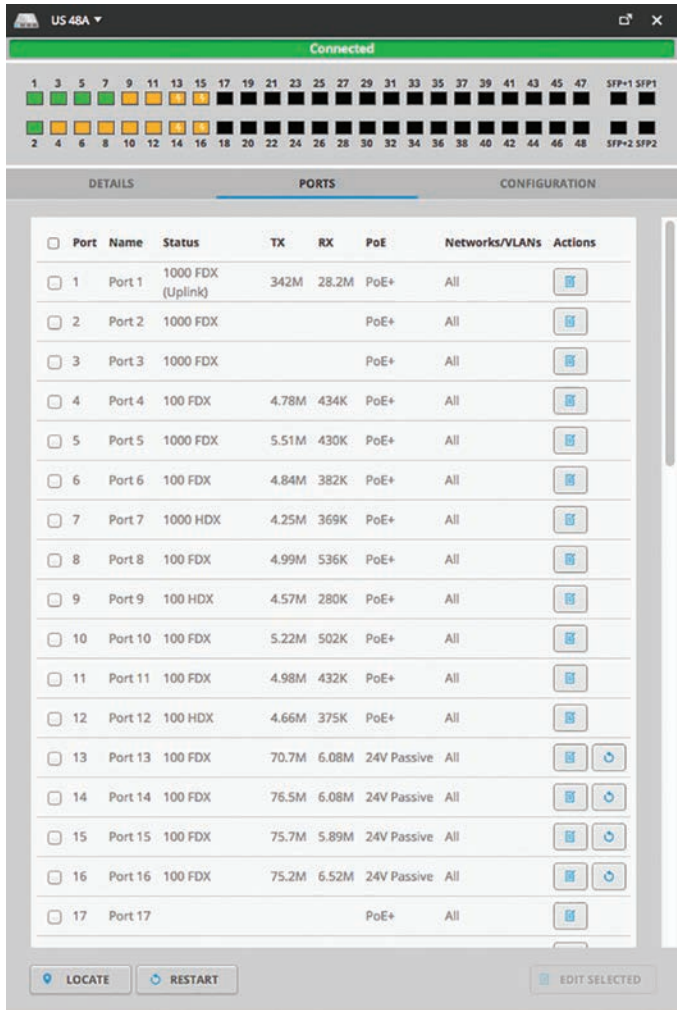 US 48A
Connected
1 3 5 7 9 11 13 15 17 19 21 23 25 27 29 31 33 35 37 39 41 43 45 47 SFP+1 SFP1
2 4 6 8 10 12 14 16 18 20 22 24 26 28 30 32 34 36 38 40 42 44 46 48 SFP+2 SFP2
DETAILS PORTS CONFIGURATION
Port Name Status TX RX PoE Networks/VLANs Actions
1 Port 1 1000 FDX (Uplink) 342M 28.2M PoE+ All
2 Port 2 1000 FDX PoE+ All
3 Port 3 1000 FDX PoE+ All
4 Port 4 100 FDX 4.78M 434K PoE+ All
5 Port 5 1000 FDX 5.51M 430K PoE+ All
6 Port 6 100 FDX 4.84M 382K PoE+ All
7 Port 7 1000 HDX 4.25M 369K PoE+ All
8 Port 8 100 FDX 4.99M 536K PoE+ All
9 Port 9 100 HDX 4.57M 280K PoE+ All
10 Port 10 100 FDX 5.22M 502K PoE+ All
11 Port 11 100 FDX 4.98M 432K PoE+ All
12 Port 12 100 HDX 4.66M 375K PoE+ All
13 Port 13 100 FDX 70.7M 6.08M 24V Passive All
14 Port 14 100 FDX 76.5M 6.08M 24V Passive All
15 Port 15 100 FDX 75.7M 5.89M 24V Passive All
16 Port 16 100 FDX 75.2M 6.52M 24V Passive All
17 Port 17 PoE+ All
LOCATE RESTART EDIT SELECTED